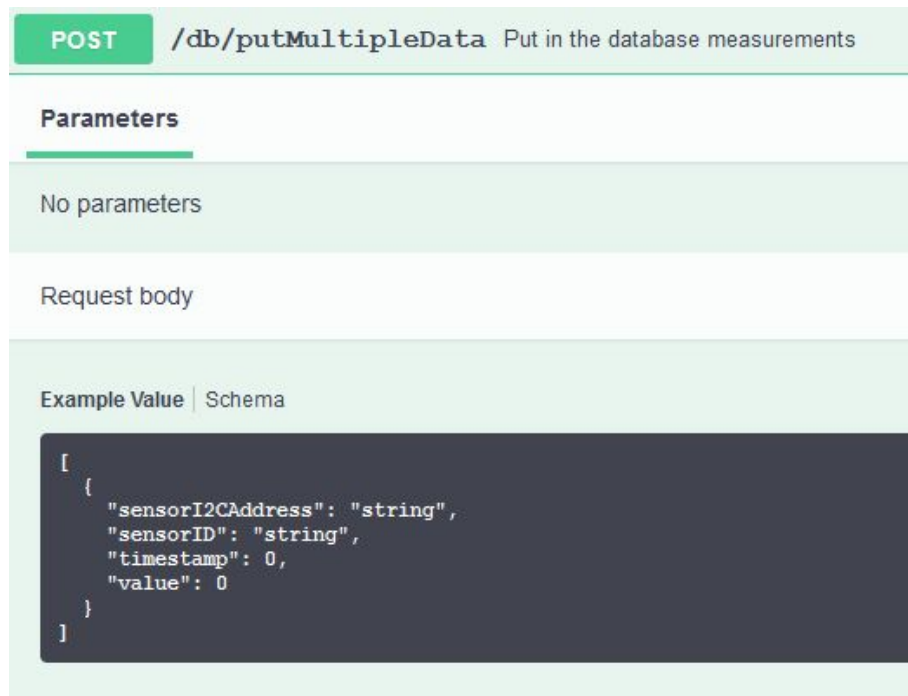 POST /db/putMultipleData Put in the database measurements
Parameters
No parameters
Request body
Example Value | Schema
[
  {
    "sensorI2CAddress": "string",
    "sensorID": "string",
    "timestamp": 0,
    "value": 0
  }
]